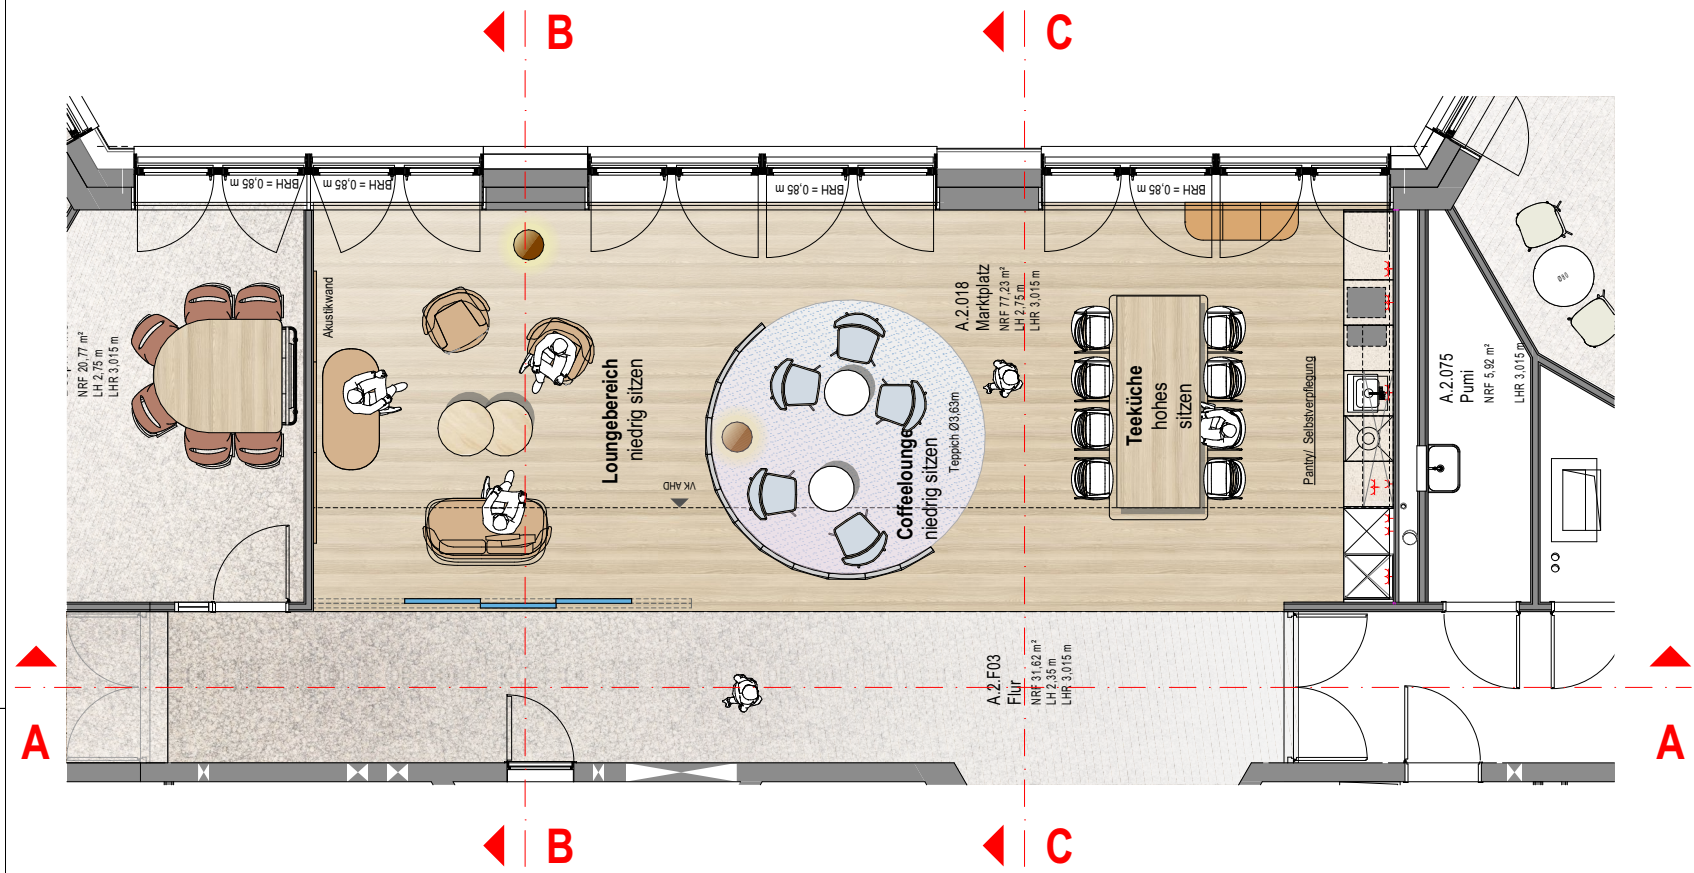 B
C
BRH = 0,85 m
BRH = 0,85 m
BRH = 0,85 m
BRH = 0,85 m
NRF 20,77 m²
LH 2,75 m
LHR 3,015 m
Akustikwand
Loungebereich
niedrig sitzen
VK AHD
Coffeelounge
niedrig sitzen
Teppich Ø3,63m
A.2.018
Marktplatz
NRF 77,23 m²
LH 2,75 m
LHR 3,015 m
Teeküche
hohes
sitzen
Pantry/ Selbstverpflegung
A.2.075
Pumi
NRF 5,92 m²
LHR 3,015 m
A.2.F03
Flur
NRF 31,62 m²
LH 2,35 m
LHR 3,015 m
A
A
B
C